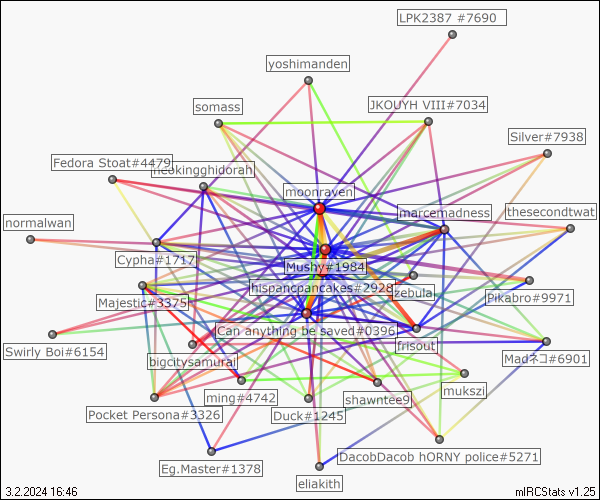 LPK2387 #7690
yoshimanden
somass
JKOUYH VIII#7034
Silver#7938
Fedora Stoat#4479
neokingghidorah
moonraven
marcemadness
thesecondtwat
normalwan
Cypha#1717
Mushy#1984
Majestic#3375
hispancpancakes#2928
zebula
Pikabro#9971
Can anything be saved#0396
frisout
Swirly Boi#6154
bigcitysamurai
Madネコ#6901
ming#4742
shawntee9
mukszi
Pocket Persona#3326
Duck#1245
DacobDacob hORNY police#5271
Eg.Master#1378
eliakith
3.2.2024 16:46
mIRCStats v1.25